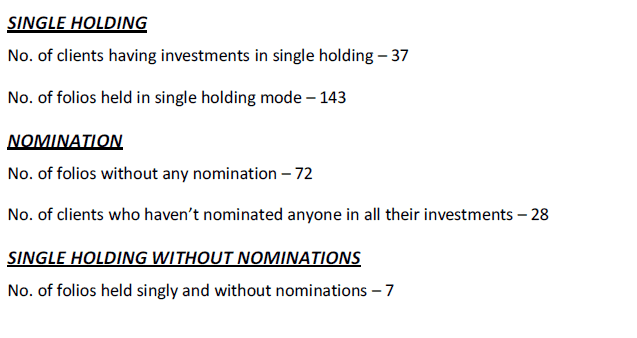 SINGLE HOLDING
No. of clients having investments in single holding – 37
No. of folios held in single holding mode – 143
NOMINATION
No. of folios without any nomination – 72
No. of clients who haven’t nominated anyone in all their investments – 28
SINGLE HOLDING WITHOUT NOMINATIONS
No. of folios held singly and without nominations – 7